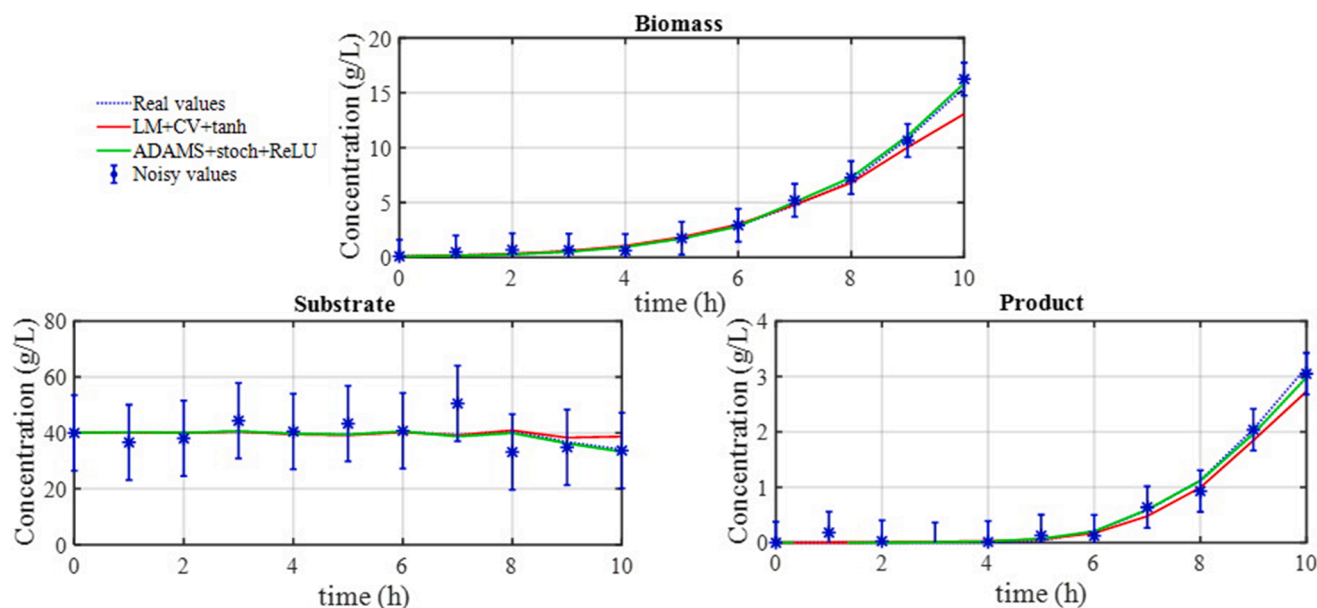 Biomass
Real values
LM+CV+tanh
ADAMS+stoch+ReLU
Noisy values
Concentration (g/L)
20
15
10
5
0
0 2 4 6 8 10
time (h)
Substrate
Concentration (g/L)
80
60
40
20
0
0 2 4 6 8 10
time (h)
Product
Concentration (g/L)
4
3
2
1
0
0 2 4 6 8 10
time (h)